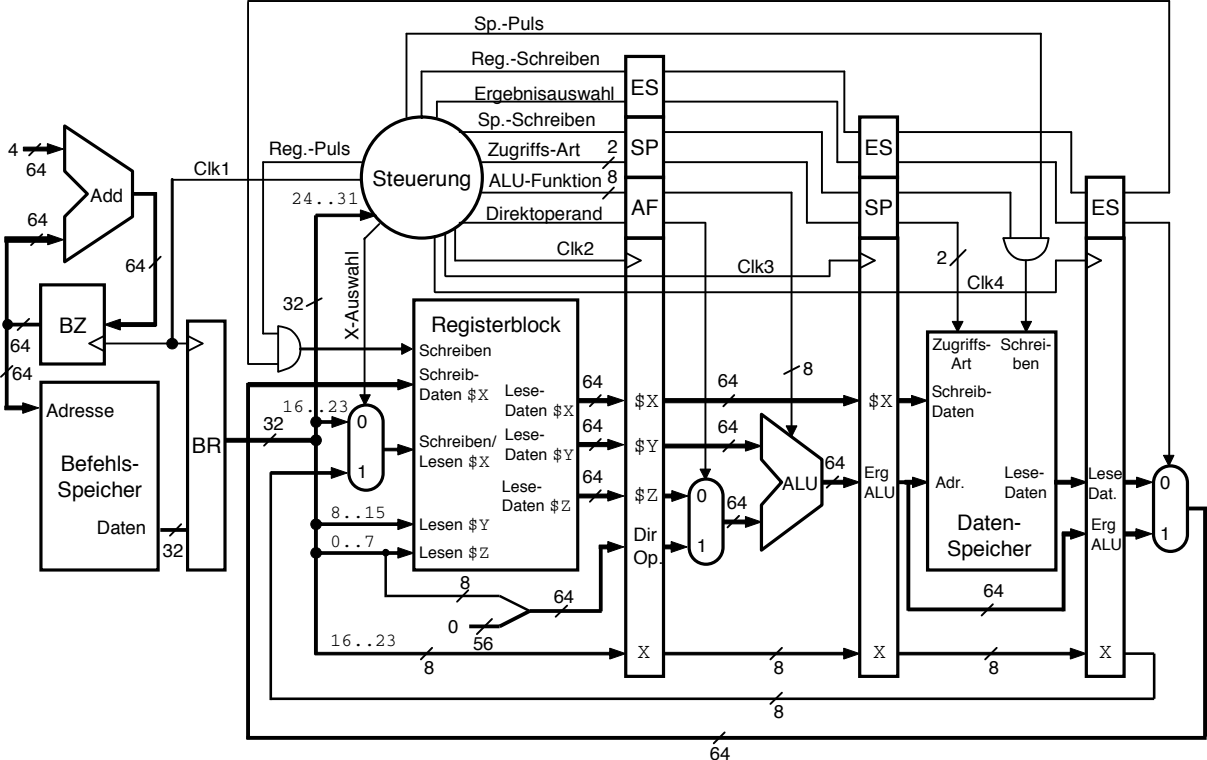 Sp.-Puls
Reg.-Schreiben
Ergebnisauswahl
Sp.-Schreiben
Zugriffs-Art
2
ALU-Funktion
8
Direktoperand
Steuerung
Reg.-Puls
Clk1
24..31
Clk2
Clk3
Clk4
X-Auswahl
ES
SP
AF
ES
SP
ES
4
64
Add
64
64
BZ
64
64
Adresse
Befehls-
Speicher
Daten
32
BR
32
32
16..23
0
1
8..15
0..7
16..23
8
8
0
56
64
Registerblock
Schreiben
Schreib-
Daten $X
Schreiben/
Lesen $X
Lesen $Y
Lesen $Z
Lese-
Daten $X
Lese-
Daten $Y
Lese-
Daten $Z
64
64
64
$X
$Y
$Z
Dir
Op.
X
64
64
0
1
64
8
ALU
64
8
$X
Erg
ALU
X
2
Zugriffs-
Art
Schrei-
ben
Schreib-
Daten
Adr.
Lese-
Daten
Daten-
Speicher
64
8
Lese
Dat.
Erg
ALU
X
0
1
8
64